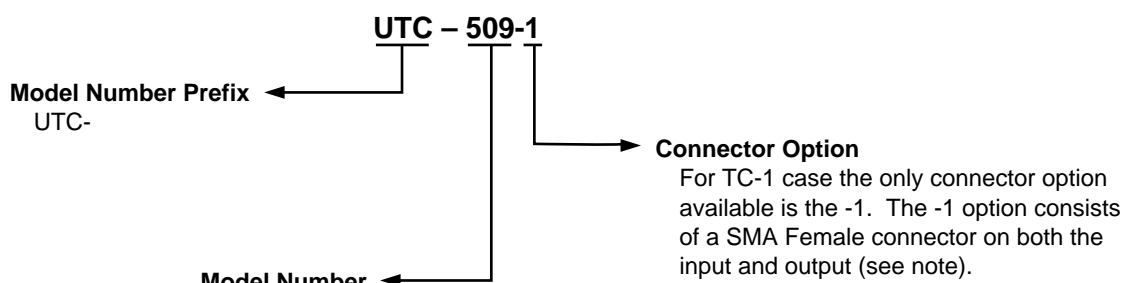 UTC – 509-1
Model Number Prefix
UTC-
Connector Option
For TC-1 case the only connector option
available is the -1.  The -1 option consists
of a SMA Female connector on both the
input and output (see note).
Model Number